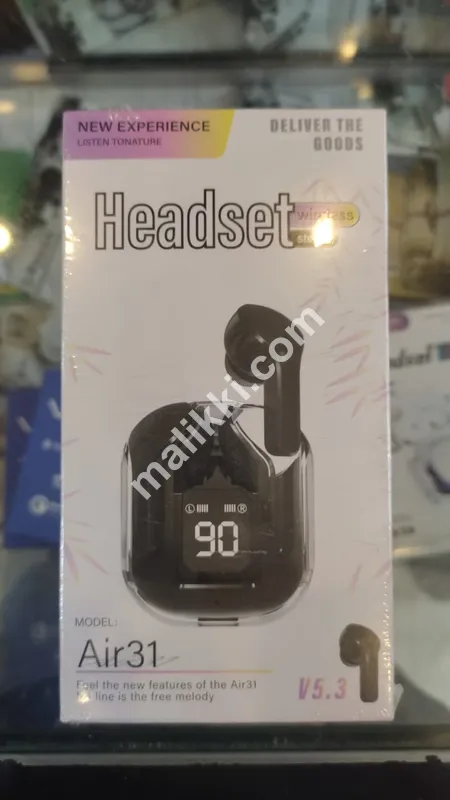 NEW EXPERIENCE
LISTEN TONATURE
DELIVER THE
GOODS
Headset
wireless
malikki.com
L R
90
MODEL:
Air31
Feel the new features of the Air31
line is the free melody
V5.3